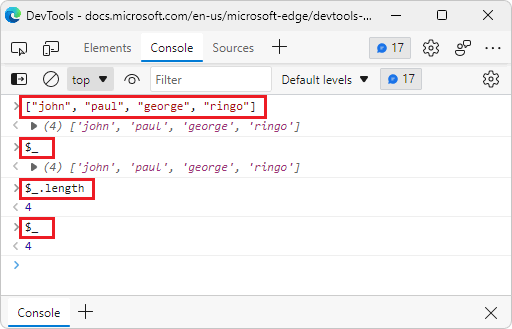 DevTools - docs.microsoft.com/en-us/microsoft-edge/devtools-...
Elements Console Sources 17
top Filter Default levels 17
["john", "paul", "george", "ringo"]
(4) ['john', 'paul', 'george', 'ringo']
$_
(4) ['john', 'paul', 'george', 'ringo']
$_.length
4
$_
4
Console